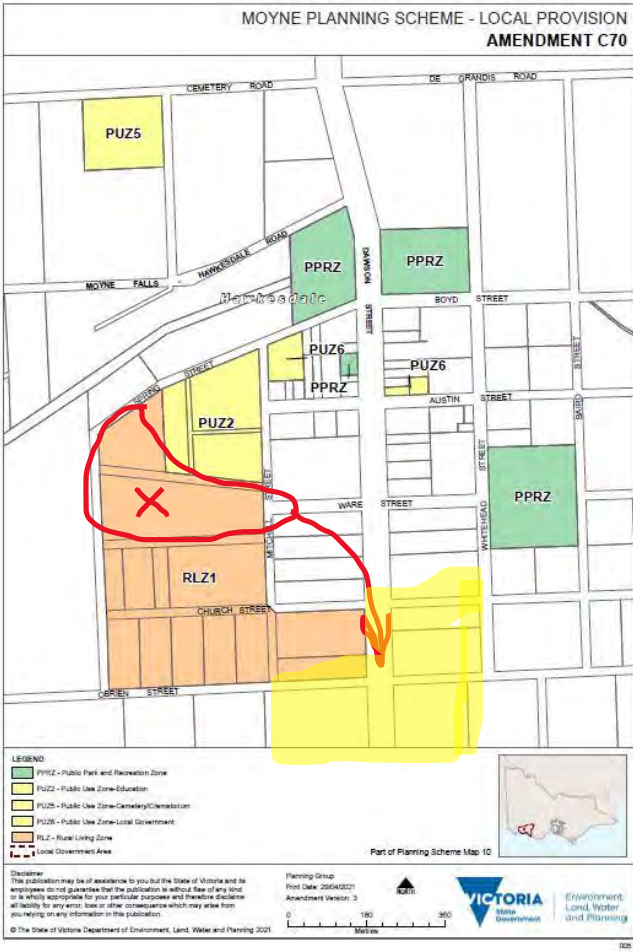 MOYNE PLANNING SCHEME - LOCAL PROVISION
AMENDMENT C70
CEMETERY ROAD
DE GRANDIS ROAD
PUZ5
HAWKESDALE ROAD
PPRZ
DAWSON STREET
PPRZ
MOYNE FALLS
Hawkesdale
BOYD STREET
PUZ6
PPRZ
PUZ6
SPRING STREET
AUSTIN STREET
BAIRD STREET
PUZ2
MITCHELL STREET
WARE STREET
WHITEHEAD STREET
PPRZ
RLZ1
CHURCH STREET
OBRIEN STREET
LEGEND
PPRZ - Public Park and Recreation Zone
PUZ2 - Public Use Zone-Education
PUZ5 - Public Use Zone-Cemetery/Crematorium
PUZ6 - Public Use Zone-Local Government
RLZ - Rural Living Zone
Local Government Area
Part of Planning Scheme Map 10
Disclaimer
This publication may be of assistance to you but the State of Victoria and its
employees do not guarantee that the publication is without flaw of any kind
or is wholly appropriate for your particular purposes and therefore disclaims
all liability for any error, loss or other consequence which may arise from
you relying on any information in this publication.
© The State of Victoria Department of Environment, Land, Water and Planning 2021
Planning Group
Print Date: 29/04/2021
Amendment Version: 3
NORTH
0 180 360
Metres
VICTORIA
State
Government
Environment,
Land, Water
and Planning